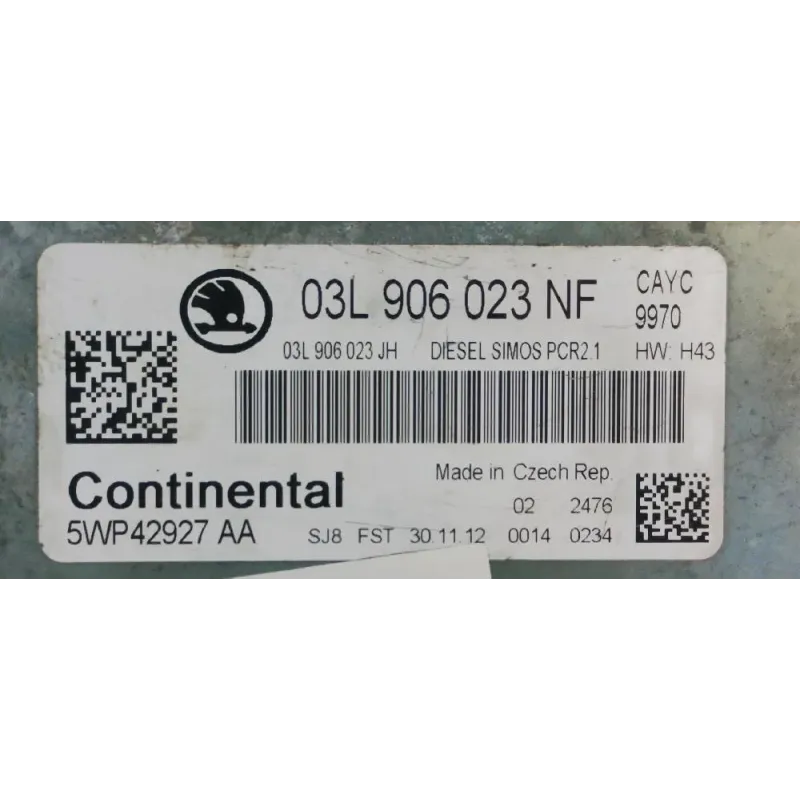 03L 906 023 NF
CAYC
9970
03L 906 023 JH DIESEL SIMOS PCR2.1 HW: H43
Made in Czech Rep.
Continental
02 2476
5WP42927 AA SJ8 FST 30.11.12 0014 0234